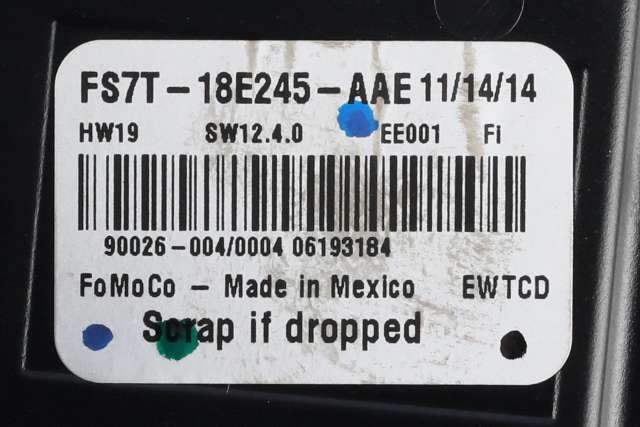 FS7T-18E245-AAE 11/14/14
HW19 SW12.4.0 EE001 Fi
90026-004/0004 06193184
FoMoCo - Made in Mexico EWTCD
Scrap if dropped